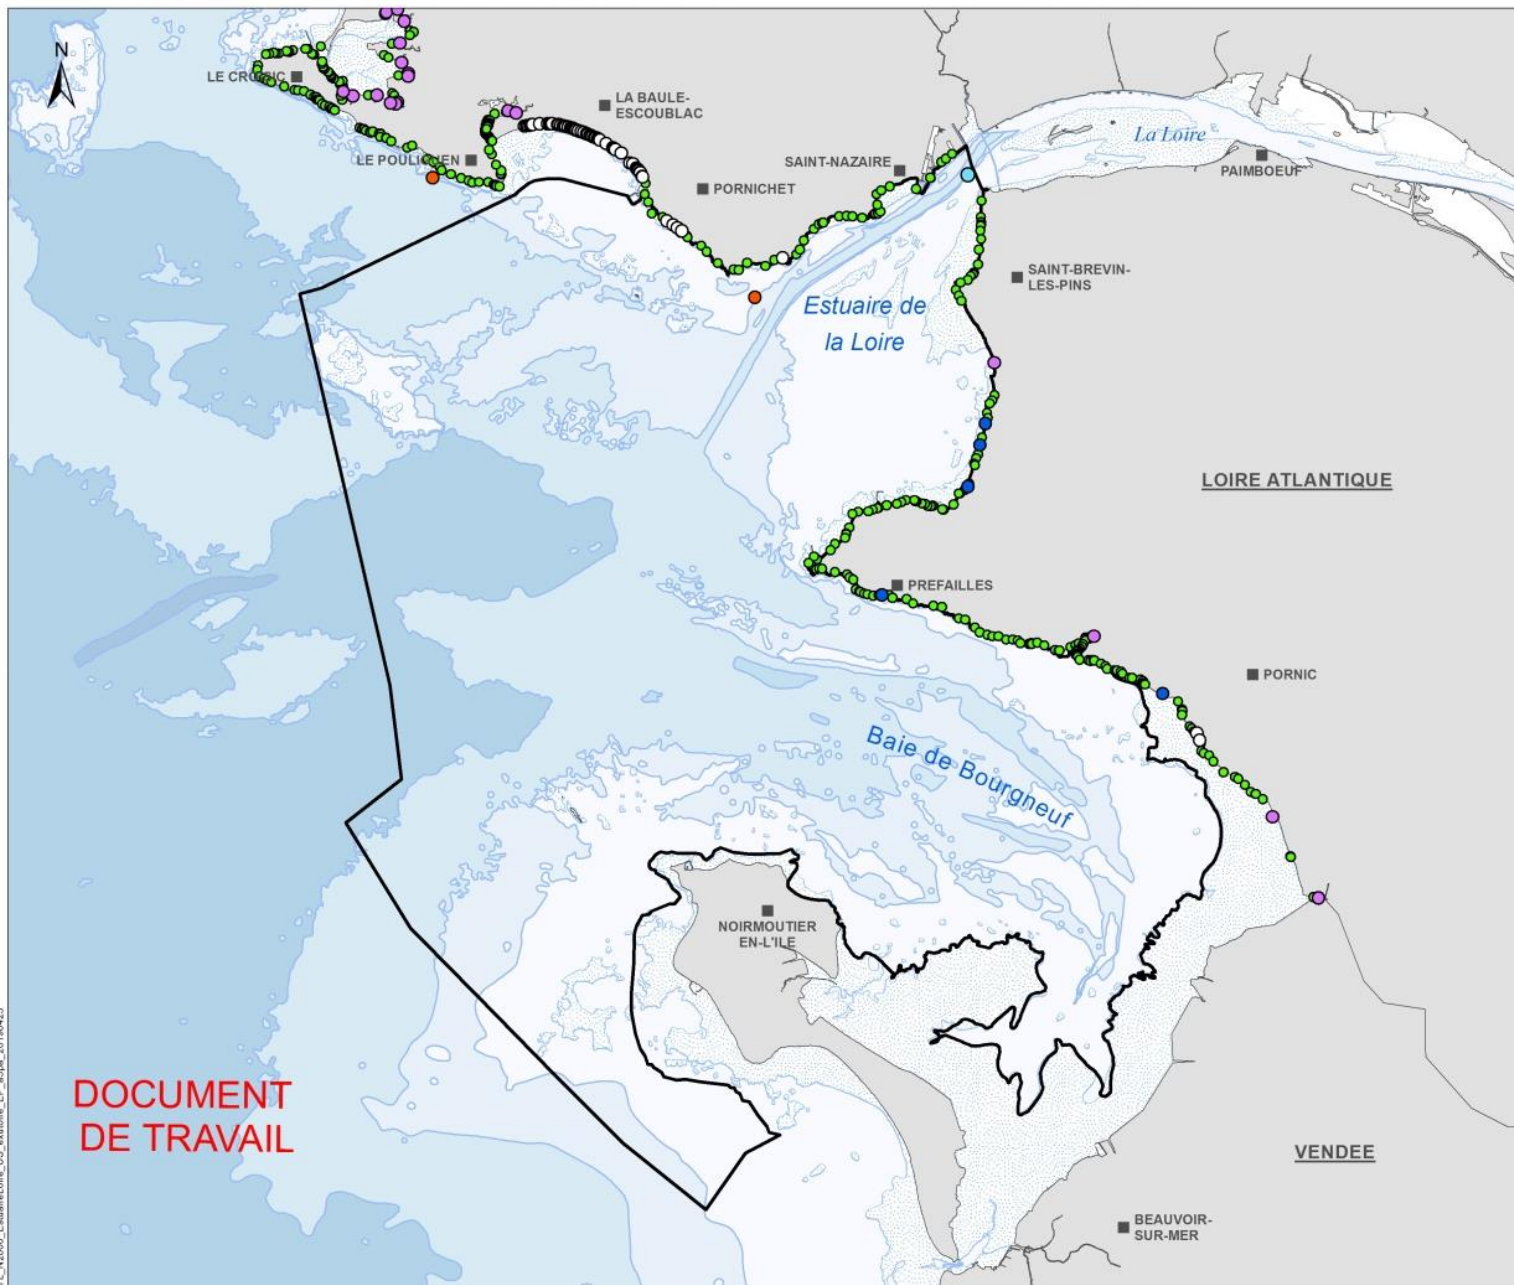 N
LE CROISIC
LA BAULE-
ESCOUBLAC
LE POULIGUEN
SAINT-NAZAIRE
PORNICHET
La Loire
PAIMBOEUF
SAINT-BREVIN-
LES-PINS
Estuaire de
la Loire
LOIRE ATLANTIQUE
PREFAILLES
PORNIC
Baie de Bourgneuf
NOIRMOUTIER
EN-L'ILE
DOCUMENT
DE TRAVAIL
VENDEE
BEAUVOIR-
SUR-MER